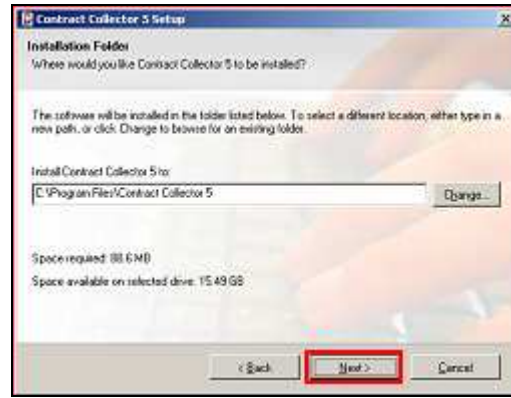 Contract Collector 5 Setup
Installation Folder
Where would you like Contract Collector 5 to be installed?
The software will be installed in the folder listed below. To select a different location, either type in a
new path, or click Change to browse for an existing folder.
Install Contract Collector 5 to:
C:\Program Files\Contract Collector 5
Change...
Space required: 88.6 MB
Space available on selected drive: 15.49 GB
< Back
Next >
Cancel